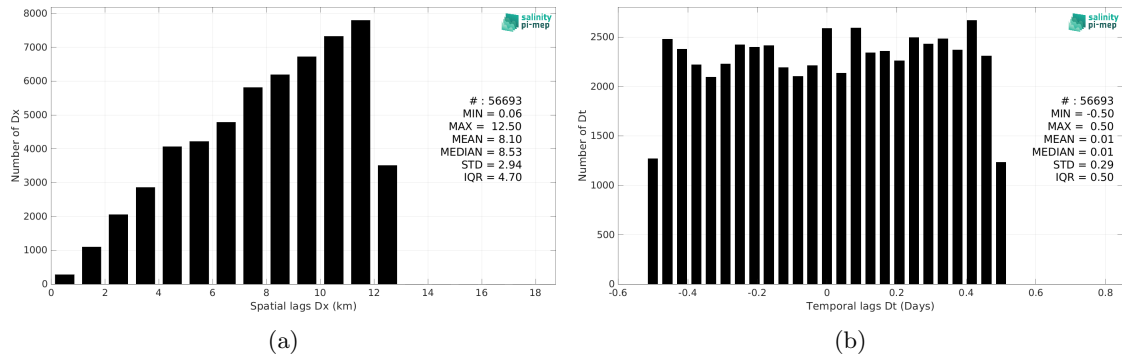 8000
7000
6000
5000
4000
3000
2000
1000
0
Number of Dx
0 2 4 6 8 10 12 14 16 18
Spatial lags Dx (km)
salinity
pi-mep
# : 56693
MIN = 0.06
MAX = 12.50
MEAN = 8.10
MEDIAN = 8.53
STD = 2.94
IQR = 4.70
(a)
2500
2000
1500
1000
500
0
Number of Dt
-0.6 -0.4 -0.2 0 0.2 0.4 0.6 0.8
Temporal lags Dt (Days)
salinity
pi-mep
# : 56693
MIN = -0.50
MAX = 0.50
MEAN = 0.01
MEDIAN = 0.01
STD = 0.29
IQR = 0.50
(b)